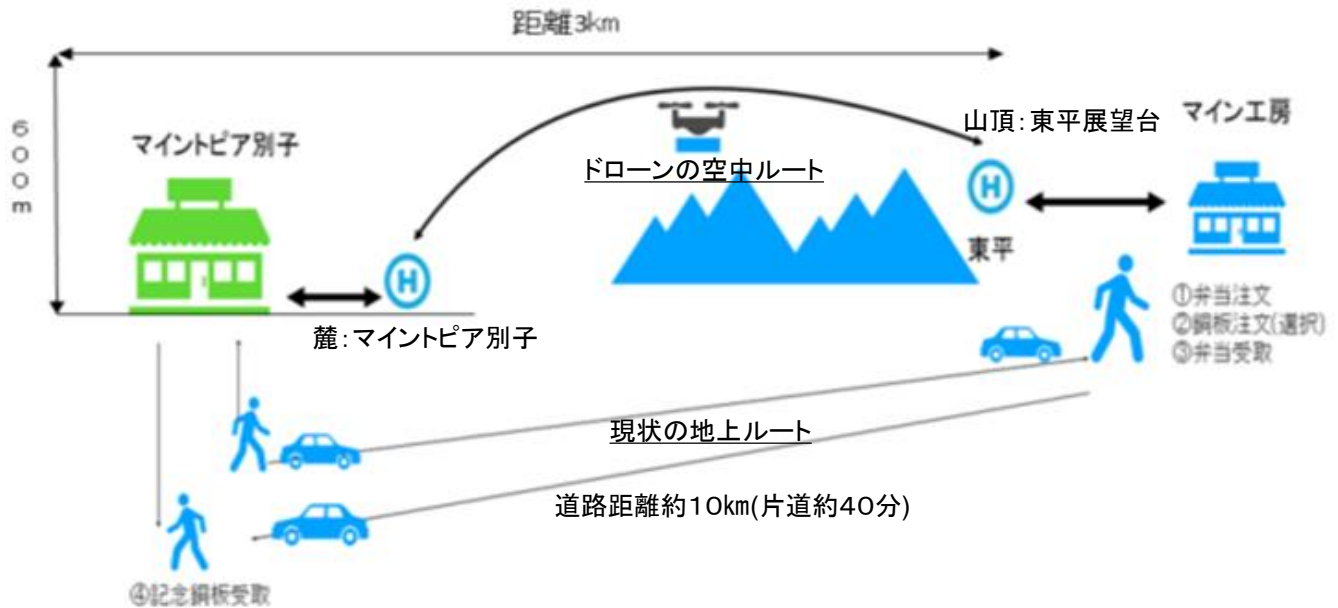 距離3km
600m
マイントピア別子
ドローンの空中ルート
山頂：東平展望台
マイン工房
H
東平
H
麓：マイントピア別子
①弁当注文
②銅板注文(選択)
③弁当受取
現状の地上ルート
道路距離約10km(片道約40分)
④記念銅板受取